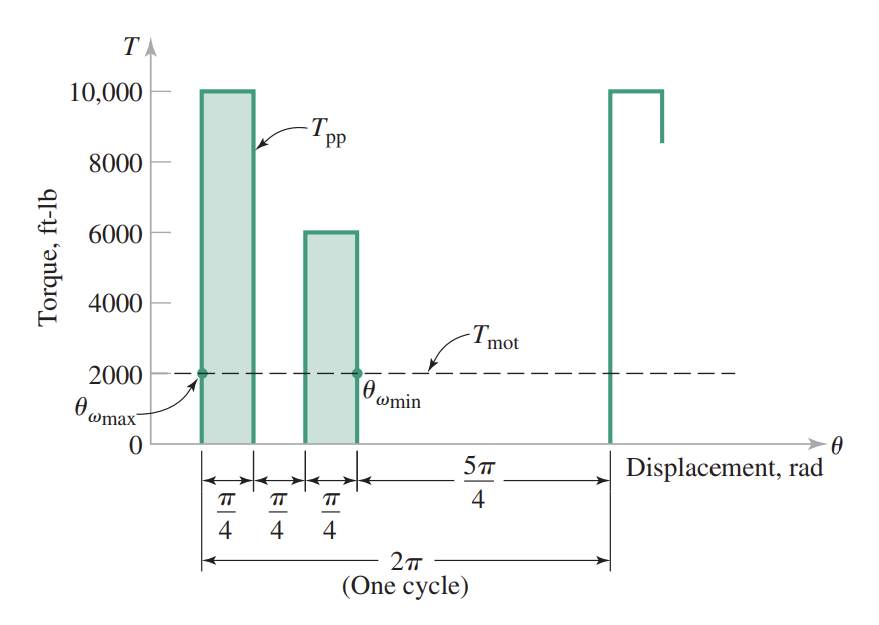 T
10,000
T_pp
8000
Torque, ft-lb
6000
4000
T_mot
2000
θ_ωmax
θ_ωmin
0
θ
Displacement, rad
π/4
π/4
π/4
5π/4
2π
(One cycle)